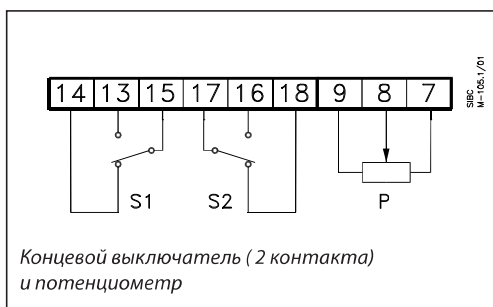 14 13 15 17 16 18 9 8 7
SIBC
M-105.1/01
S1 S2 P
Концевой выключатель ( 2 контакта)
и потенциометр